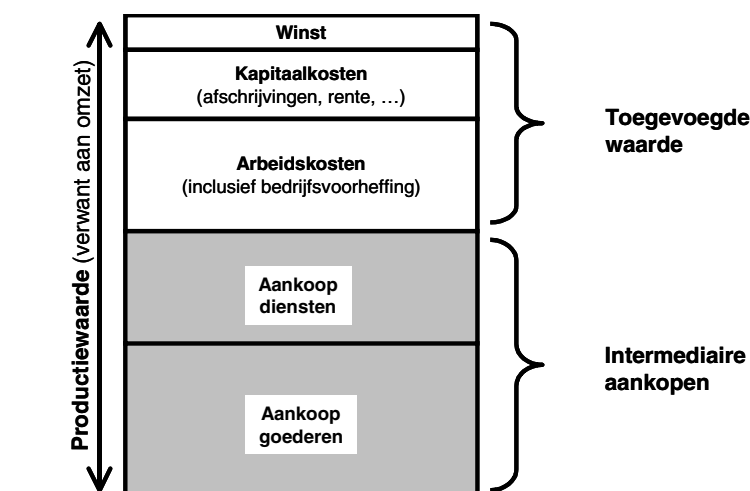 Productiewaarde (verwant aan omzet)
Winst
Kapitaalkosten
(afschrijvingen, rente, …)
Arbeidskosten
(inclusief bedrijfsvoorheffing)
Aankoop
diensten
Aankoop
goederen
Toegevoegde
waarde
Intermediaire
aankopen